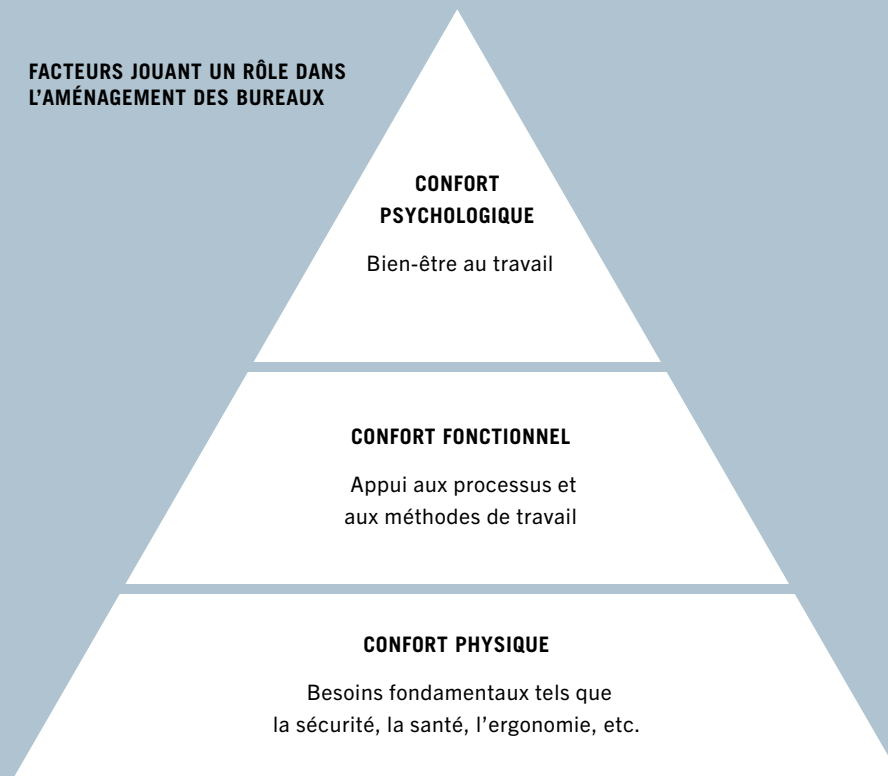 FACTEURS JOUANT UN RÔLE DANS
L’AMÉNAGEMENT DES BUREAUX
CONFORT
PSYCHOLOGIQUE
Bien-être au travail
CONFORT FONCTIONNEL
Appui aux processus et
aux méthodes de travail
CONFORT PHYSIQUE
Besoins fondamentaux tels que
la sécurité, la santé, l’ergonomie, etc.